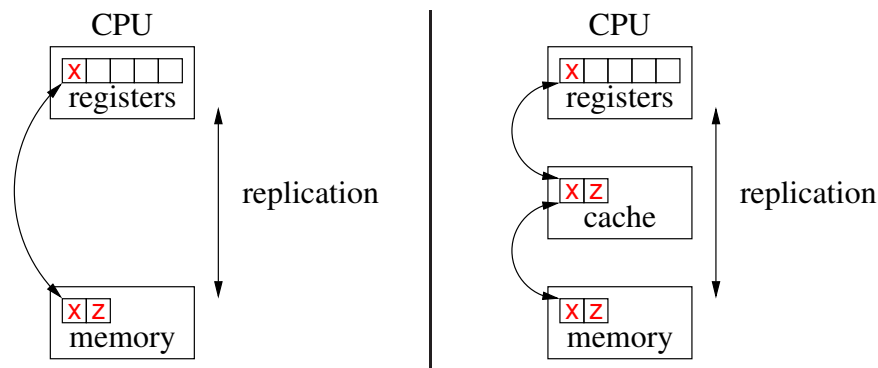 CPU
x
registers
replication
x z
memory
CPU
x
registers
x z
cache
replication
x z
memory